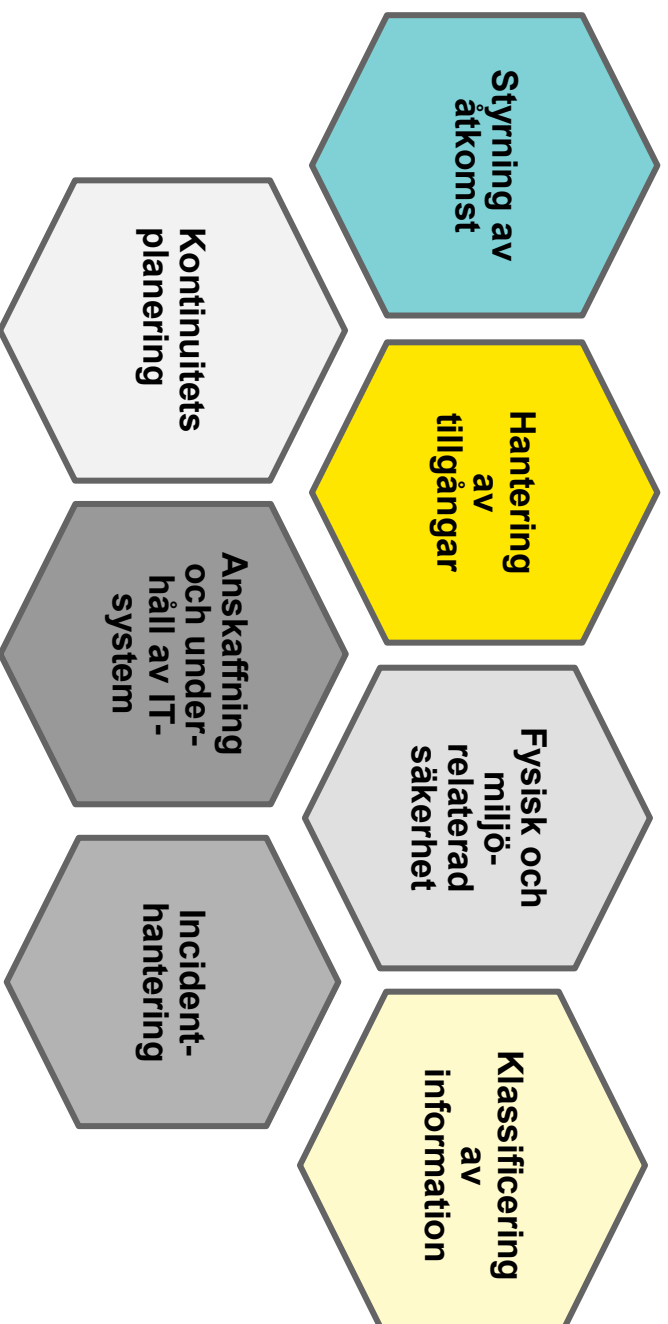 Styrning av
åtkomst
Hantering
av
tillgångar
Fysisk och
miljö-
relaterad
säkerhet
Klassificering
av
information
Kontinuitets
planering
Anskaffning
och under-
håll av IT-
system
Incident-
hantering